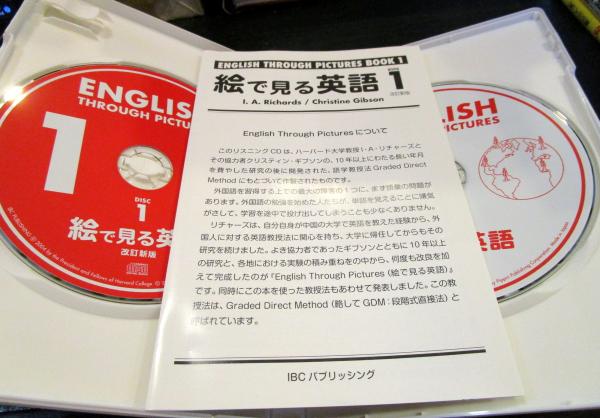 ENGLISH
THROUGH PICTURES
1
DISC
1
絵で見る英語
改訂新版
ENGLISH THROUGH PICTURES BOOK 1
絵で見る英語 BOOK 1
改訂新版
I. A. Richards / Christine Gibson
English Through Pictures について
このリスニングCDは、ハーバード大学教授I・A・リチャーズと
その協力者クリスティン・ギブソンの、10年以上にわたる長い年月
を費やした研究の後に開発された、語学教授法 Graded Direct
Method にもとづいて作製されたものです。
外国語を習得する上での最大の障害の1つに、まず語彙の問題が
あります。外国語の勉強を始めた人たちが、単語を覚えることに嫌気
がさして、学習を途中で投げ出してしまうことも少なくありません。
リチャーズは、自分自身が中国の大学で英語を教えた経験から、外
国人に対する英語教授法に関心を持ち、大学に帰任してからもその
研究を続けました。よき協力者であったギブソンとともに10年以上
の研究と、各地における実験の積み重ねをの中から、何度も改良を加
えて完成したのが『English Through Pictures (絵で見る英語)』
です。同時にこの本を使った教授法もあわせて発表しました。この教
授法は、Graded Direct Method (略して GDM:段階式直接法) と
呼ばれています。
IBC パブリッシング
LISH
PICTURES
英語